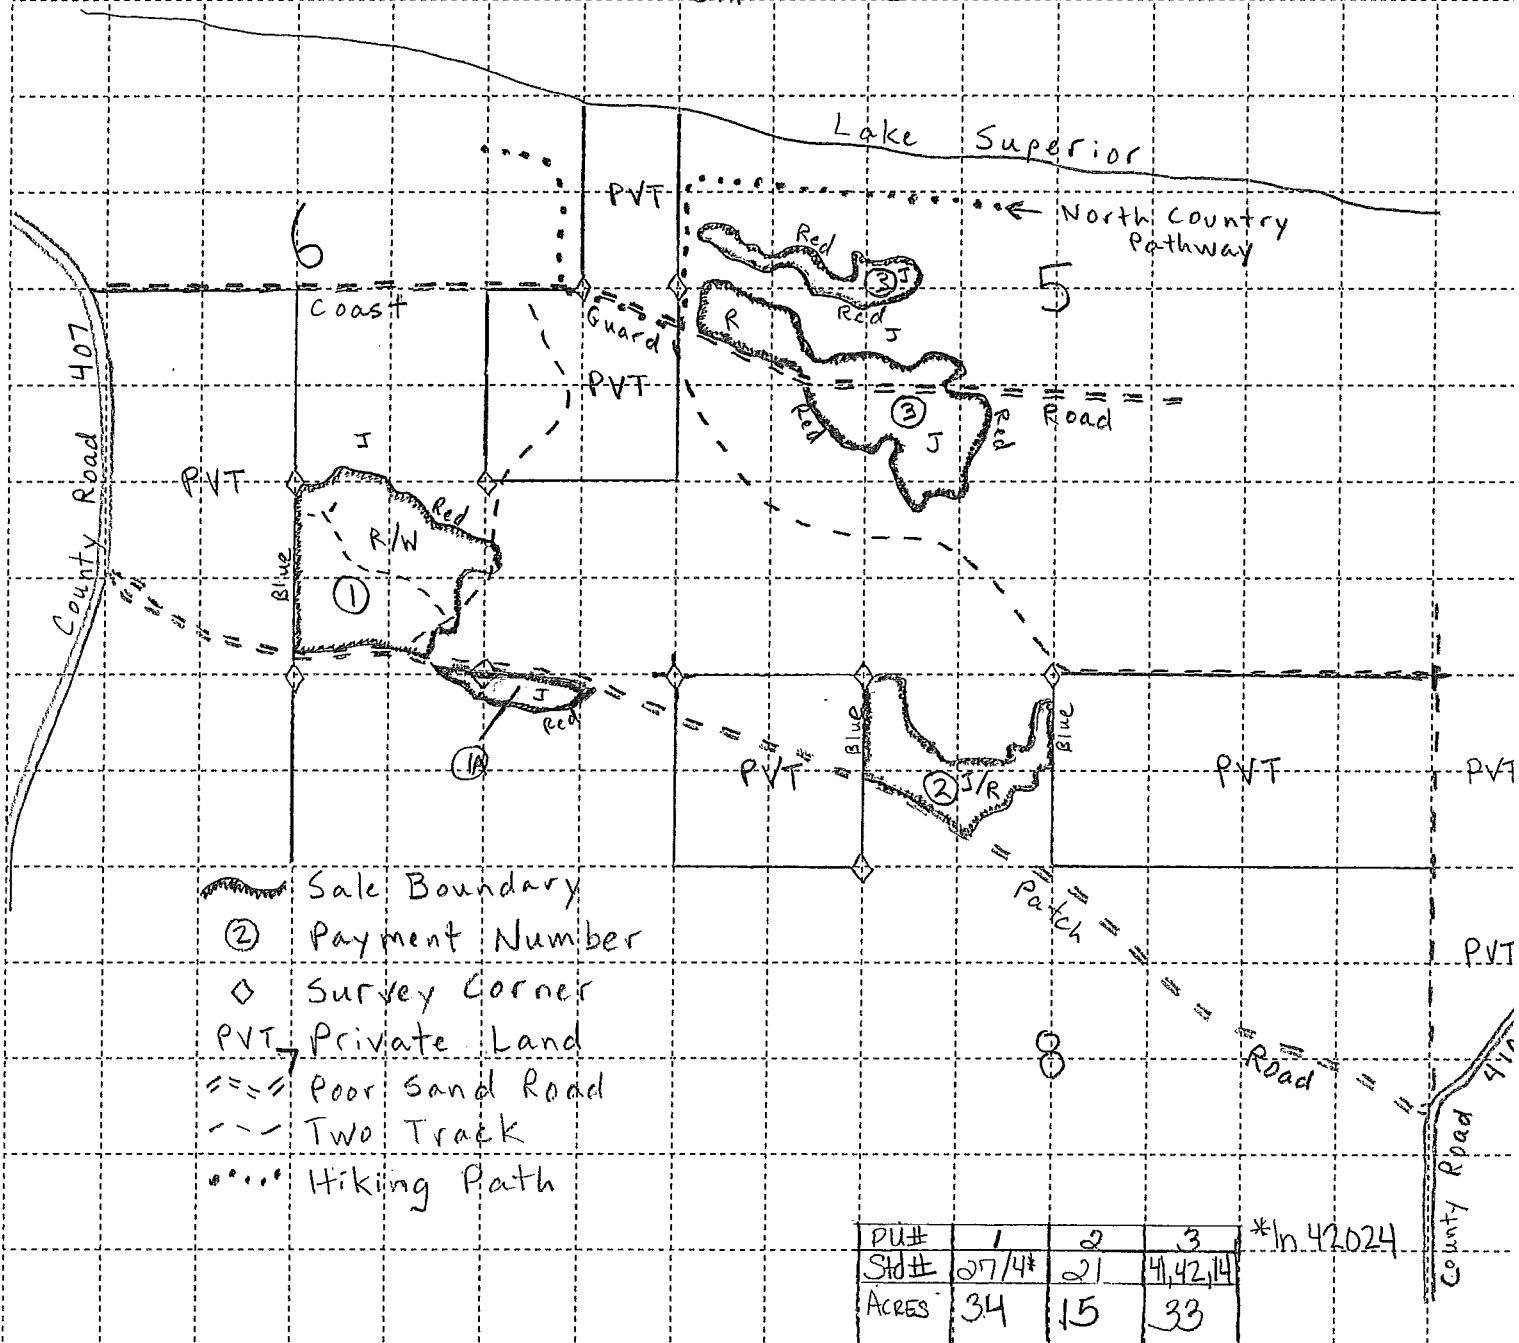 Lake Superior
PVT
North Country
Pathway
6
Red
3 J
5
Coast
Guard
Red
R
J
County Road 407
PVT
3
J
Red
Red
Road
J
PVT
Red
R/W
Blue
1
J
Red
1A
Blue
Blue
PVT
2 J/R
PVT
PVT
Patch
Road
PVT
8
410
County Road
Sale Boundary
2 Payment Number
Survey Corner
PVT Private Land
Poor Sand Road
Two Track
Hiking Path
PU# 1 2 3 *In 42024
Std# 27/4* 21 41,42,14
ACRES 34 15 33